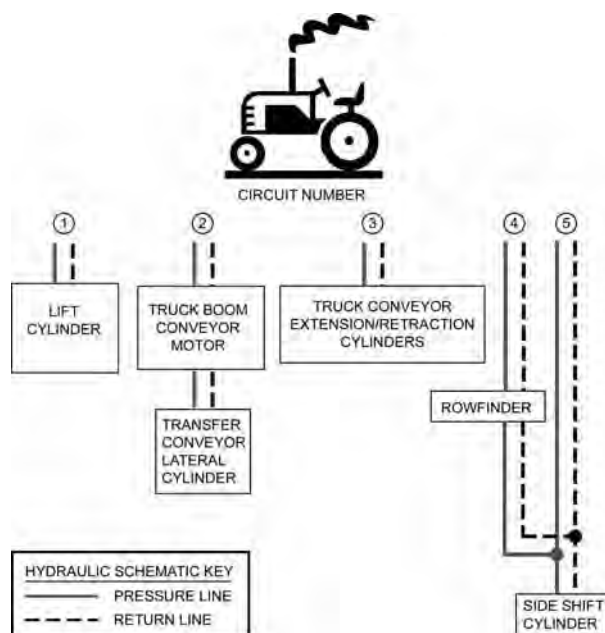 CIRCUIT NUMBER
1 2 3 4 5
LIFT
CYLINDER
TRUCK BOOM
CONVEYOR
MOTOR
TRUCK CONVEYOR
EXTENSION/RETRACTION
CYLINDERS
ROWFINDER
TRANSFER
CONVEYOR
LATERAL
CYLINDER
HYDRAULIC SCHEMATIC KEY
PRESSURE LINE
RETURN LINE
SIDE SHIFT
CYLINDER